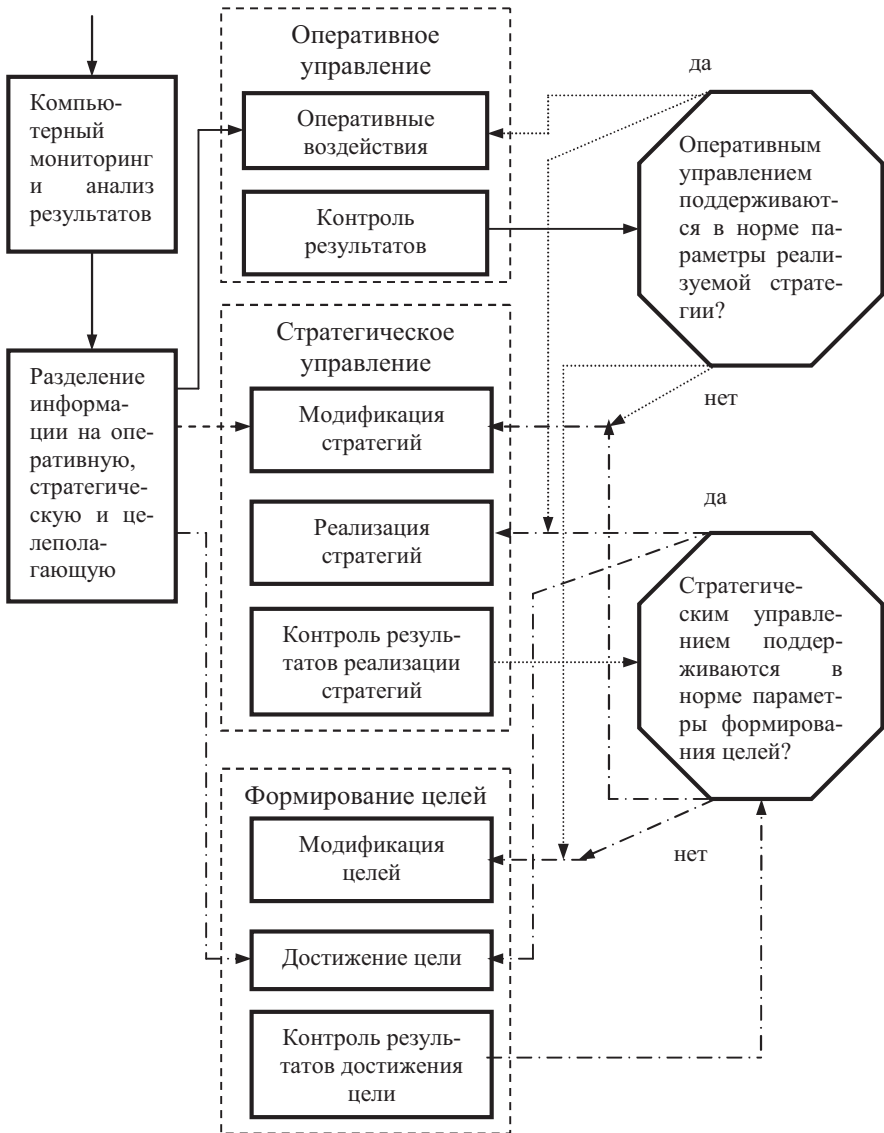 Компью-
терный
мониторинг
и анализ
результатов
Разделение
информа-
ции на опе-
ративную,
стратегиче-
скую и це-
леполa-
гающую
Оперативное
управление
Оперативные
воздействия
Контроль
результатов
Стратегическое
управление
Модификация
стратегий
Реализация
стратегий
Контроль резуль-
татов реализации
стратегий
Формирование целей
Модификация
целей
Достижение цели
Контроль резуль-
татов достижения
цели
да
Оперативным
управлением
поддерживают-
ся в норме па-
раметры реали-
зуемой страте-
гии?
нет
да
Стратегиче-
ским управле-
нием поддер-
живаются в
норме парамет-
ры формирова-
ния целей?
нет